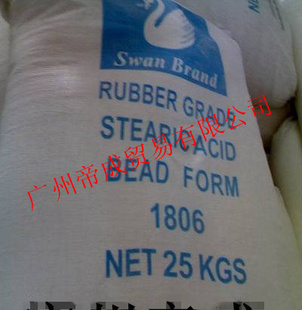 Swan Brand
RUBBER GRADE
STEARIC ACID
BEAD FORM
1806
NET 25 KGS
广州帝成贸易有限公司